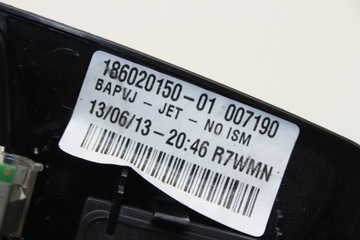 186020150-01 007190
BAPVJ - JET - NO ISM
13/06/13-20:46 R7WMN